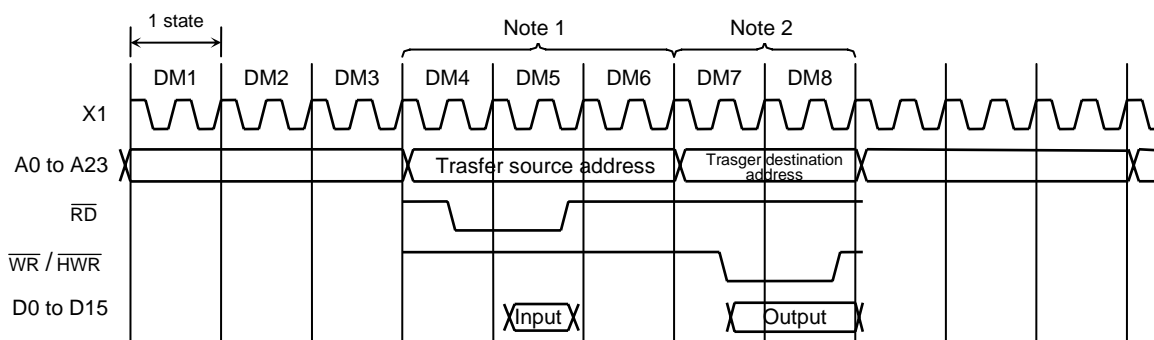 1 state
Note 1
Note 2
DM1 DM2 DM3 DM4 DM5 DM6 DM7 DM8
X1
A0 to A23
Trasfer source address
Trasger destination
address
RD
WR / HWR
D0 to D15
Input
Output